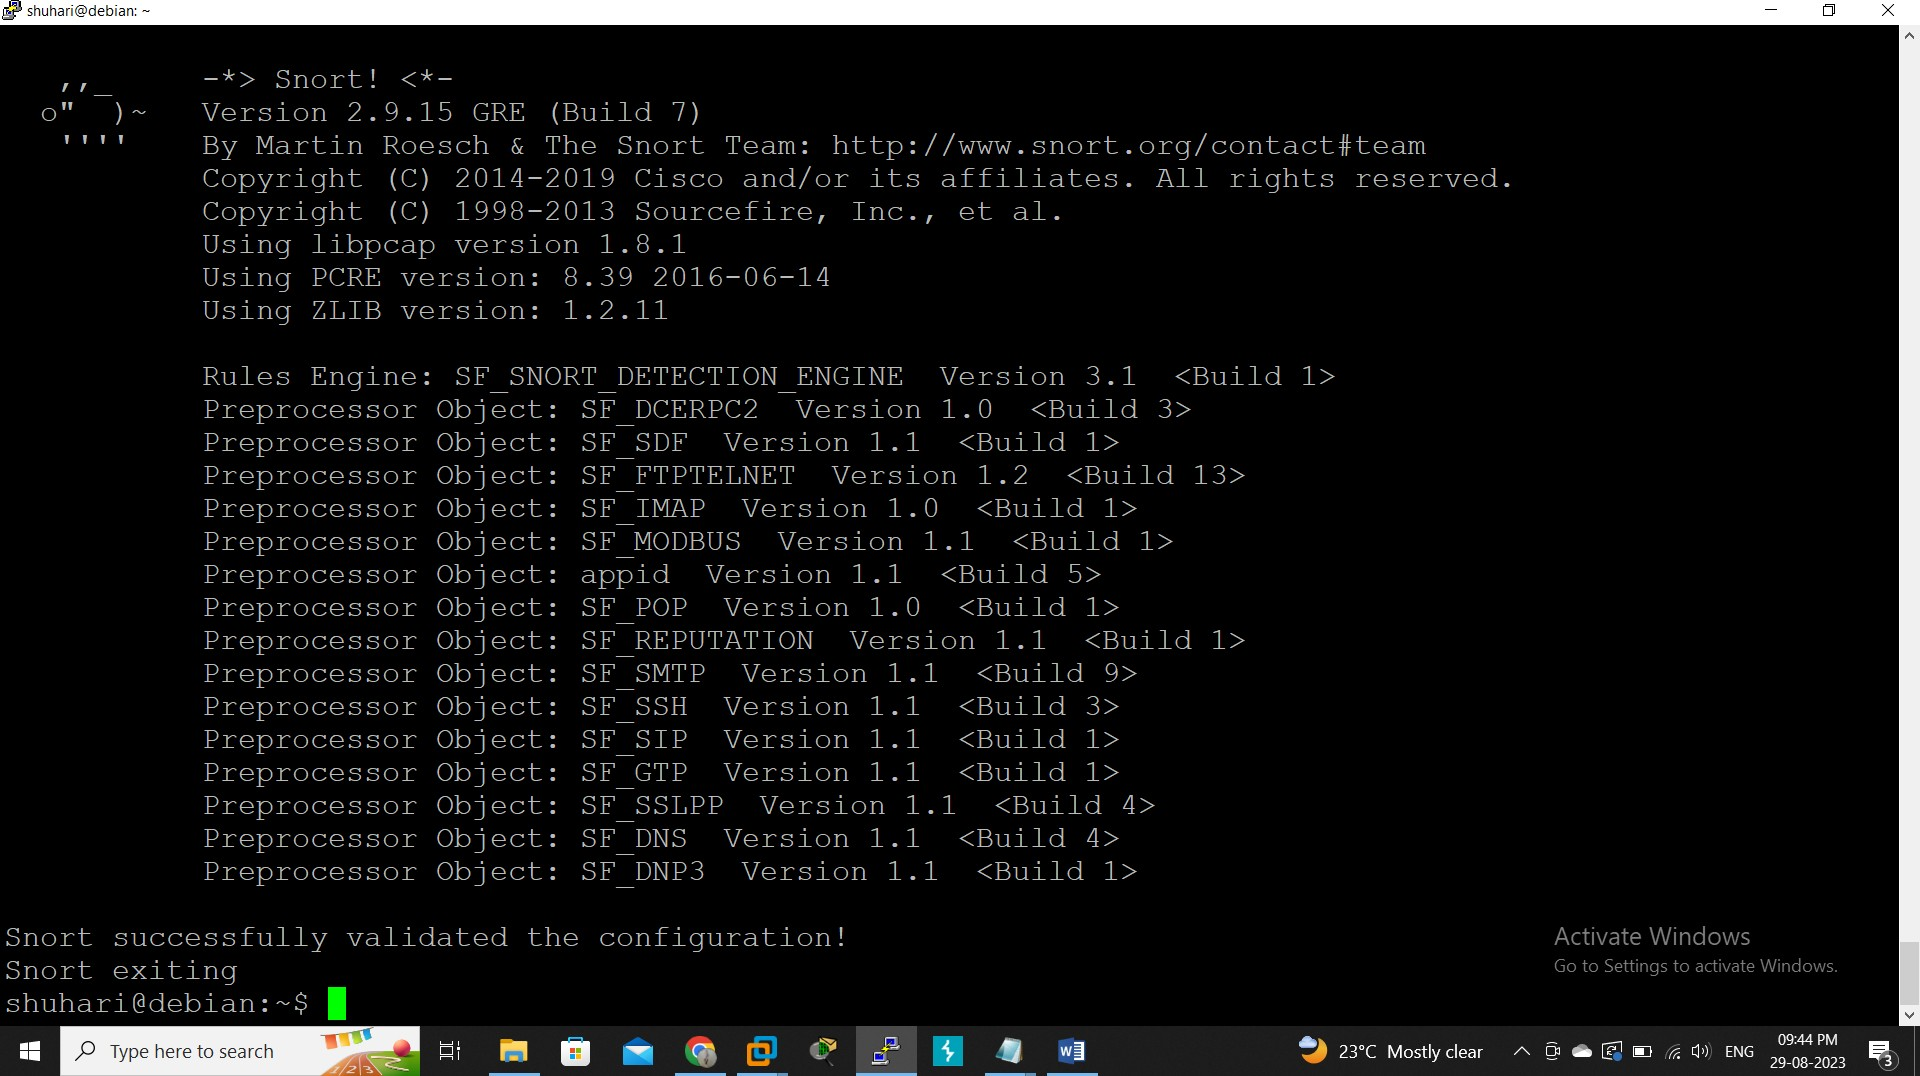 shuhari@debian: ~
,,_     -*> Snort! <*-
o"  )~   Version 2.9.15 GRE (Build 7)
''''    By Martin Roesch & The Snort Team: http://www.snort.org/contact#team
Copyright (C) 2014-2019 Cisco and/or its affiliates. All rights reserved.
Copyright (C) 1998-2013 Sourcefire, Inc., et al.
Using libpcap version 1.8.1
Using PCRE version: 8.39 2016-06-14
Using ZLIB version: 1.2.11
Rules Engine: SF_SNORT_DETECTION_ENGINE  Version 3.1  <Build 1>
Preprocessor Object: SF_DCERPC2  Version 1.0  <Build 3>
Preprocessor Object: SF_SDF  Version 1.1  <Build 1>
Preprocessor Object: SF_FTPTELNET  Version 1.2  <Build 13>
Preprocessor Object: SF_IMAP  Version 1.0  <Build 1>
Preprocessor Object: SF_MODBUS  Version 1.1  <Build 1>
Preprocessor Object: appid  Version 1.1  <Build 5>
Preprocessor Object: SF_POP  Version 1.0  <Build 1>
Preprocessor Object: SF_REPUTATION  Version 1.1  <Build 1>
Preprocessor Object: SF_SMTP  Version 1.1  <Build 9>
Preprocessor Object: SF_SSH  Version 1.1  <Build 3>
Preprocessor Object: SF_SIP  Version 1.1  <Build 1>
Preprocessor Object: SF_GTP  Version 1.1  <Build 1>
Preprocessor Object: SF_SSLPP  Version 1.1  <Build 4>
Preprocessor Object: SF_DNS  Version 1.1  <Build 4>
Preprocessor Object: SF_DNP3  Version 1.1  <Build 1>
Snort successfully validated the configuration!
Snort exiting
shuhari@debian:~$
Activate Windows
Go to Settings to activate Windows.
Type here to search
23°C Mostly clear
ENG
09:44 PM
29-08-2023
3